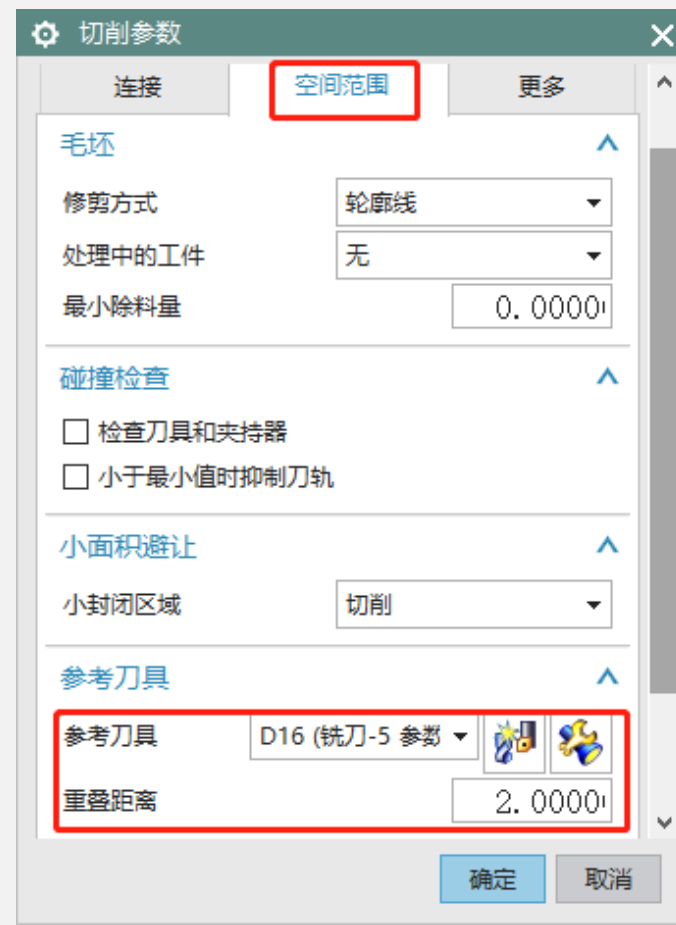 切削参数
连接 空间范围 更多
毛坯
修剪方式 轮廓线
处理中的工件 无
最小除料量 0.0000
碰撞检查
检查刀具和夹持器
小于最小值时抑制刀轨
小面积避让
小封闭区域 切削
参考刀具
参考刀具 D16 (铣刀-5 参数
重叠距离 2.0000
确定 取消